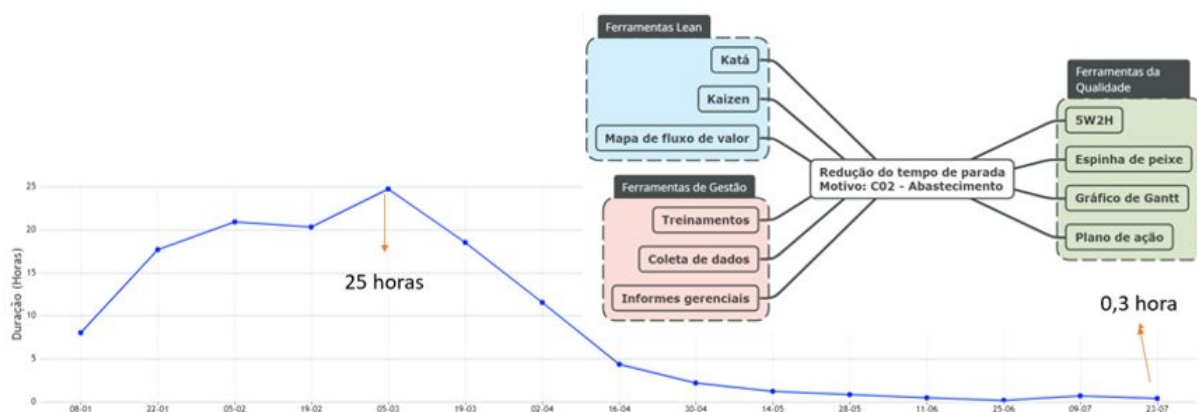 Ferramentas Lean
Katá
Kaizen
Mapa de fluxo de valor
Ferramentas de Gestão
Treinamentos
Coleta de dados
Informes gerenciais
Redução do tempo de parada
Motivo: C02 - Abastecimento
Ferramentas da
Qualidade
5W2H
Espinha de peixe
Gráfico de Gantt
Plano de ação
Duração (Horas)
25
20
15
10
5
0
25 horas
0,3 hora
08-01
22-01
05-02
19-02
05-03
19-03
02-04
16-04
30-04
14-05
28-05
11-06
25-06
09-07
23-07